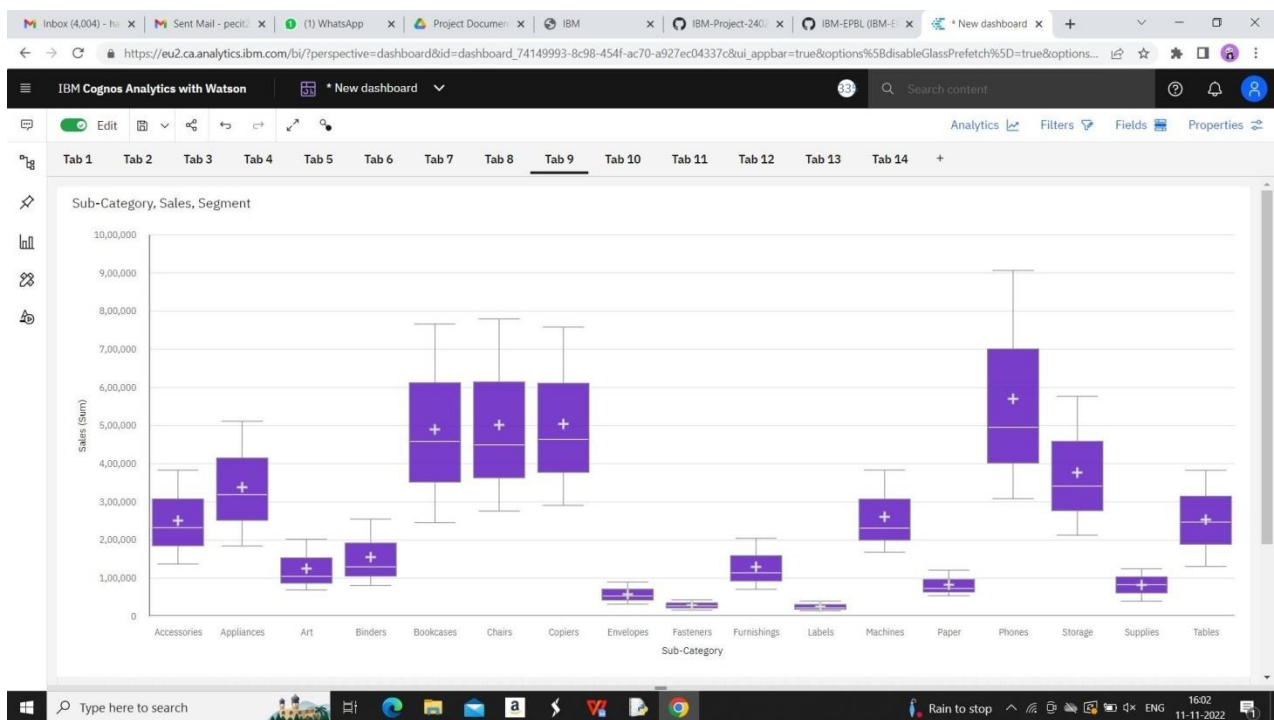 Inbox (4,004) - ha
Sent Mail - pecit2
(1) WhatsApp
Project Documen
IBM
IBM-Project-2402
IBM-EPBL (IBM-E
* New dashboard
https://eu2.ca.analytics.ibm.com/bi/?perspective=dashboard&id=dashboard_74149993-8c98-454f-ac70-a927ec04337c&ui_appbar=true&options%5BdisableGlassPrefetch%5D=true&options...
IBM Cognos Analytics with Watson
* New dashboard
Search content
Edit
Analytics
Filters
Fields
Properties
Tab 1 Tab 2 Tab 3 Tab 4 Tab 5 Tab 6 Tab 7 Tab 8 Tab 9 Tab 10 Tab 11 Tab 12 Tab 13 Tab 14 +
Sub-Category, Sales, Segment
10,00,000
9,00,000
8,00,000
7,00,000
6,00,000
5,00,000
4,00,000
3,00,000
2,00,000
1,00,000
0
Sales (Sum)
Accessories Appliances Art Binders Bookcases Chairs Copiers Envelopes Fasteners Furnishings Labels Machines Paper Phones Storage Supplies Tables
Sub-Category
Type here to search
Rain to stop
ENG
16:02
11-11-2022